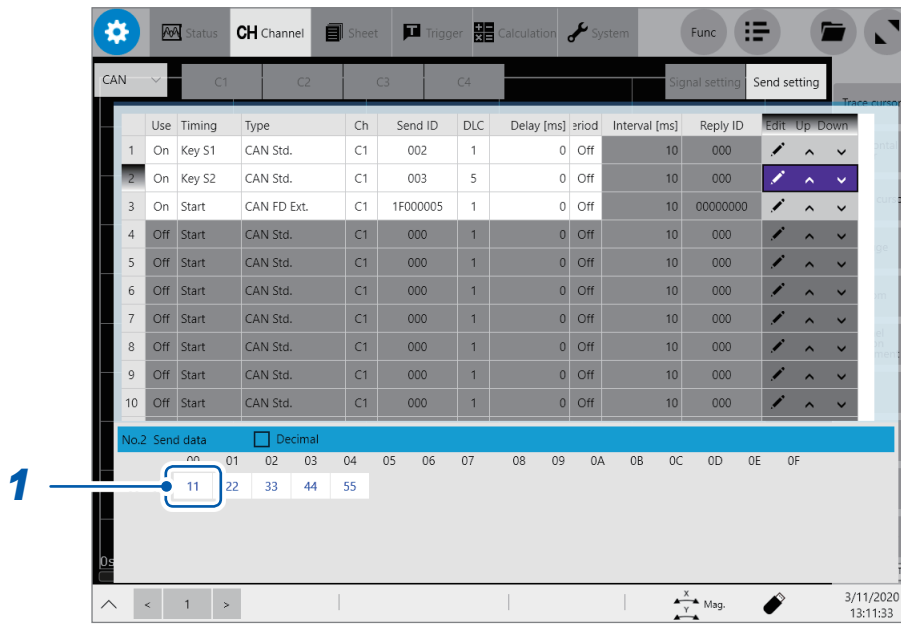 Status CH Channel Sheet Trigger Calculation System Func
CAN C1 C2 C3 C4 Signal setting Send setting
Trace cursor
Use Timing Type Ch Send ID DLC Delay [ms] eriod Interval [ms] Reply ID Edit Up Down
1 On Key S1 CAN Std. C1 002 1 0 Off 10 000
2 On Key S2 CAN Std. C1 003 5 0 Off 10 000
3 On Start CAN FD Ext. C1 1F000005 1 0 Off 10 00000000
4 Off Start CAN Std. C1 000 1 0 Off 10 000
5 Off Start CAN Std. C1 000 1 0 Off 10 000
6 Off Start CAN Std. C1 000 1 0 Off 10 000
7 Off Start CAN Std. C1 000 1 0 Off 10 000
8 Off Start CAN Std. C1 000 1 0 Off 10 000
9 Off Start CAN Std. C1 000 1 0 Off 10 000
10 Off Start CAN Std. C1 000 1 0 Off 10 000
No.2 Send data Decimal
00 01 02 03 04 05 06 07 08 09 0A 0B 0C 0D 0E 0F
1 11 22 33 44 55
0s
< 1 > X Y Mag. 3/11/2020
13:11:33